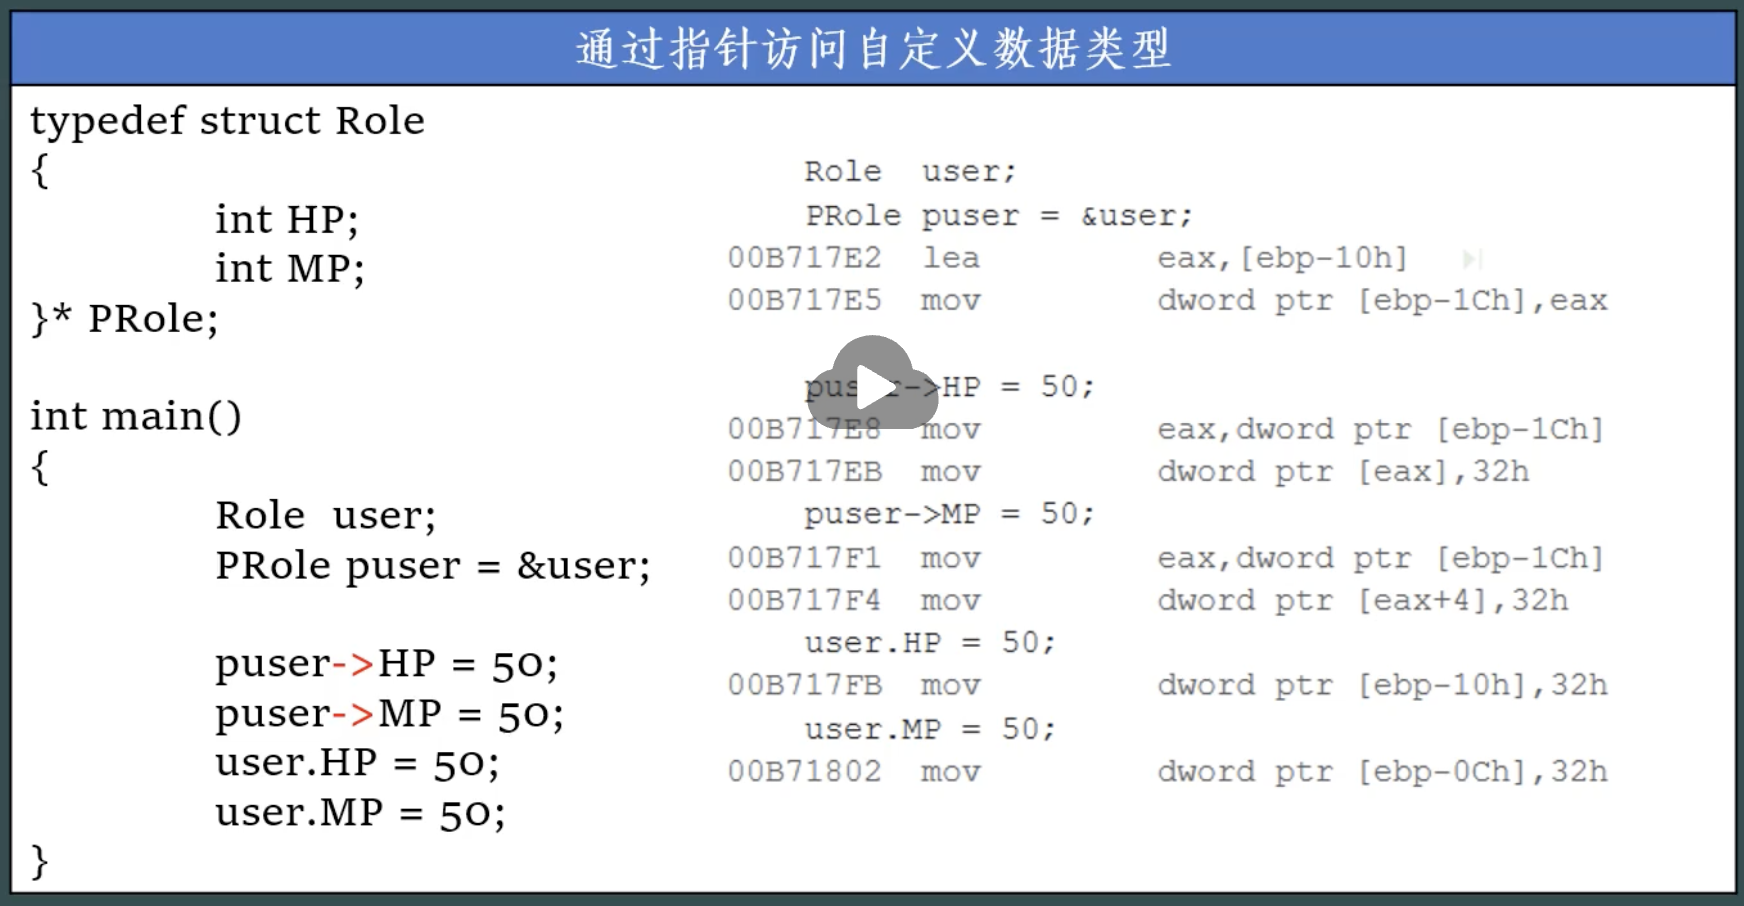 通过指针访问自定义数据类型
typedef struct Role
{
int HP;
int MP;
}* PRole;
int main()
{
Role user;
PRole puser = &user;
puser->HP = 50;
puser->MP = 50;
user.HP = 50;
user.MP = 50;
}
Role user;
PRole puser = &user;
00B717E2 lea eax,[ebp-10h]
00B717E5 mov dword ptr [ebp-1Ch],eax
puser->HP = 50;
00B717E8 mov eax,dword ptr [ebp-1Ch]
00B717EB mov dword ptr [eax],32h
puser->MP = 50;
00B717F1 mov eax,dword ptr [ebp-1Ch]
00B717F4 mov dword ptr [eax+4],32h
user.HP = 50;
00B717FB mov dword ptr [ebp-10h],32h
user.MP = 50;
00B71802 mov dword ptr [ebp-0Ch],32h